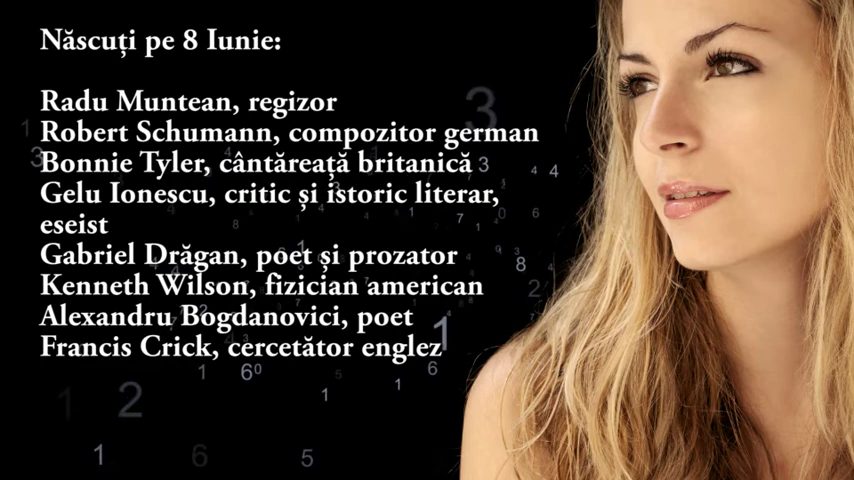 Născuți pe 8 Iunie:
Radu Muntean, regizor
Robert Schumann, compozitor german
Bonnie Tyler, cântăreață britanică
Gelu Ionescu, critic și istoric literar,
eseist
Gabriel Drăgan, poet și prozator
Kenneth Wilson, fizician american
Alexandru Bogdanovici, poet
Francis Crick, cercetător englez